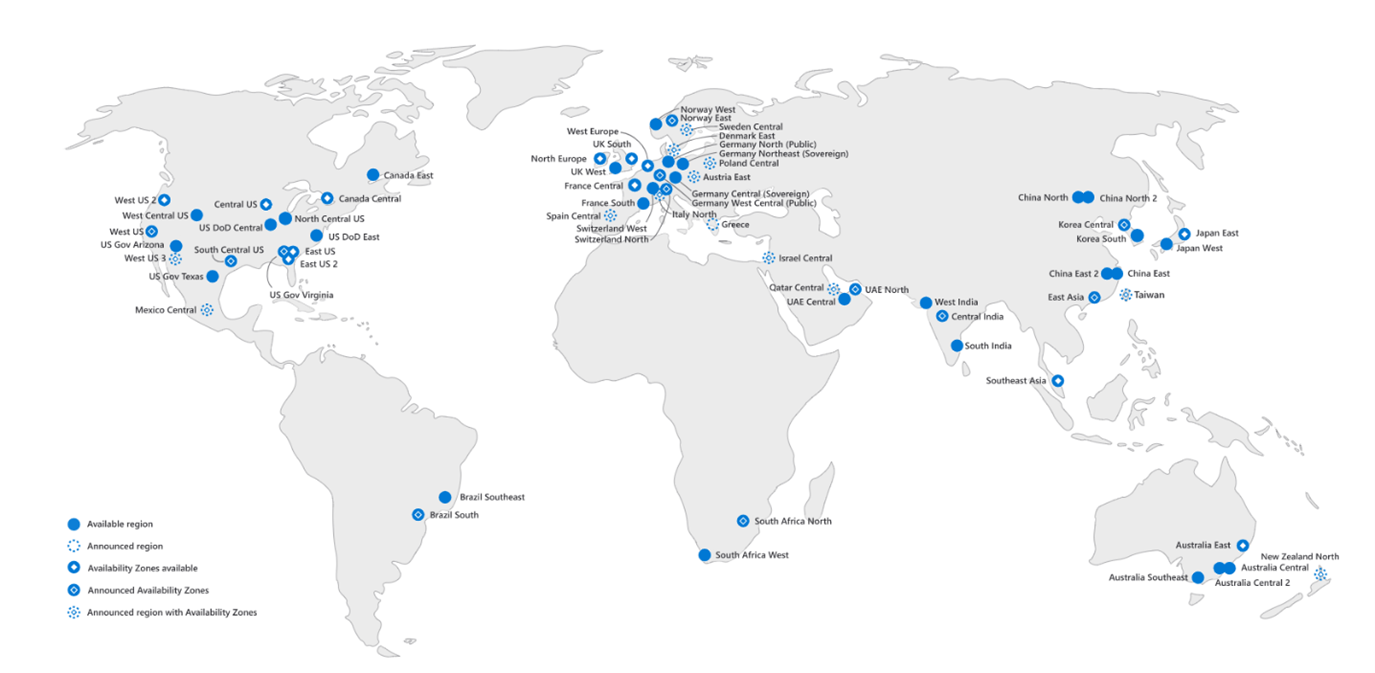 Norway West
Norway East
Sweden Central
West Europe
Denmark East
UK South
Germany North (Public)
Germany Northeast (Sovereign)
North Europe
Poland Central
UK West
Austria East
France Central
Germany Central (Sovereign)
Germany West Central (Public)
France South
Italy North
Spain Central
Greece
Switzerland West
Switzerland North
Israel Central
Qatar Central
UAE North
UAE Central
Canada East
Canada Central
West US 2
Central US
West Central US
North Central US
US DoD Central
West US
US DoD East
US Gov Arizona
South Central US
East US
West US 3
East US 2
US Gov Texas
US Gov Virginia
Mexico Central
China North
China North 2
Korea Central
Korea South
Japan East
Japan West
China East 2
China East
East Asia
Taiwan
West India
Central India
South India
Southeast Asia
Brazil Southeast
Brazil South
South Africa North
South Africa West
Australia East
New Zealand North
Australia Central
Australia Southeast
Australia Central 2
Available region
Announced region
Availability Zones available
Announced Availability Zones
Announced region with Availability Zones